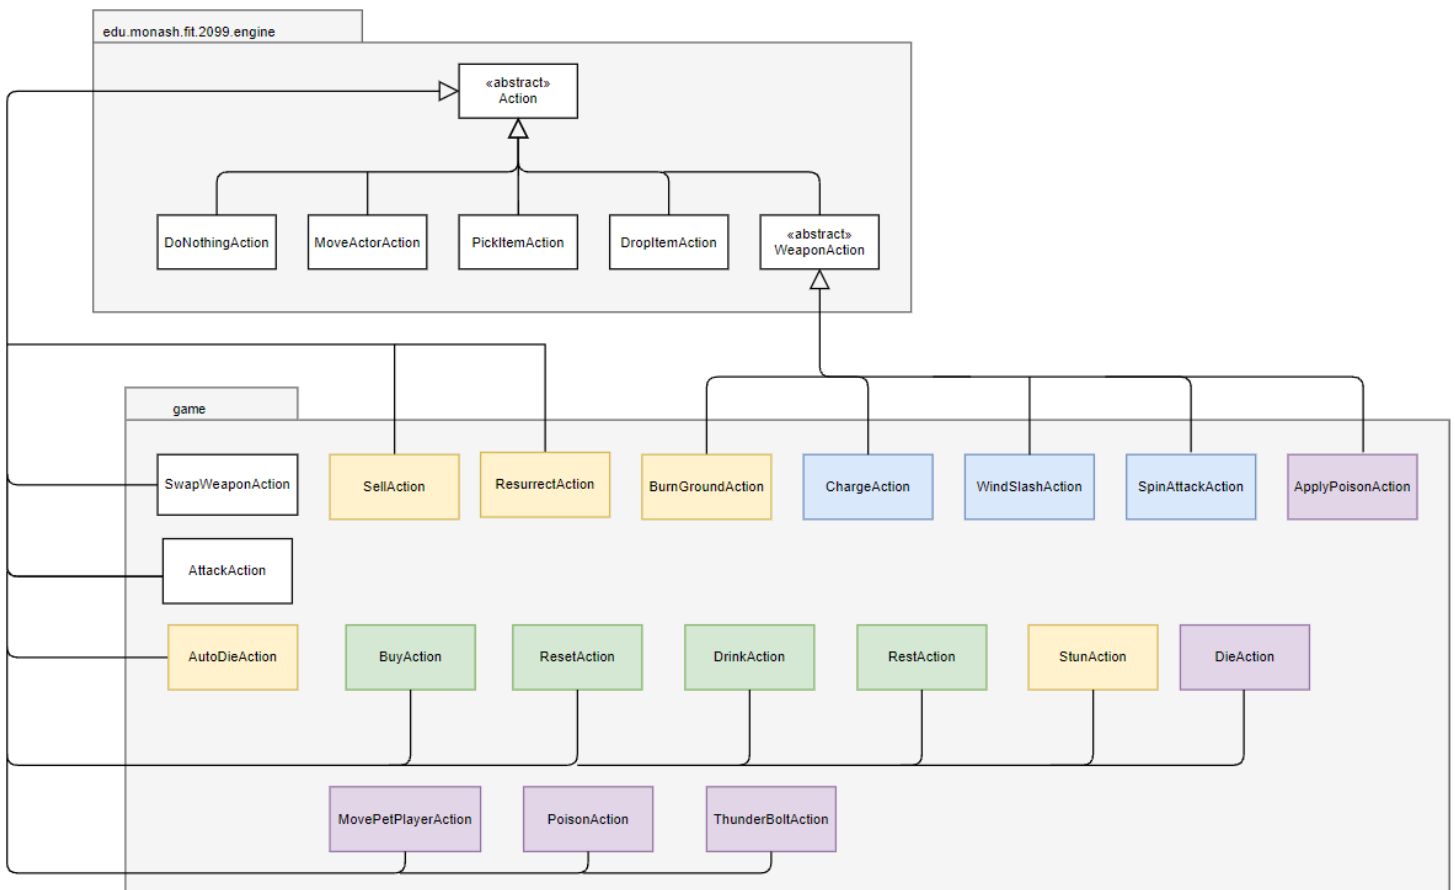 edu.monash.fit.2099.engine
«abstract»
Action
DoNothingAction
MoveActorAction
PickItemAction
DropItemAction
«abstract»
WeaponAction
game
SwapWeaponAction
SellAction
ResurrectAction
BurnGroundAction
ChargeAction
WindSlashAction
SpinAttackAction
ApplyPoisonAction
AttackAction
AutoDieAction
BuyAction
ResetAction
DrinkAction
RestAction
StunAction
DieAction
MovePetPlayerAction
PoisonAction
ThunderBoltAction